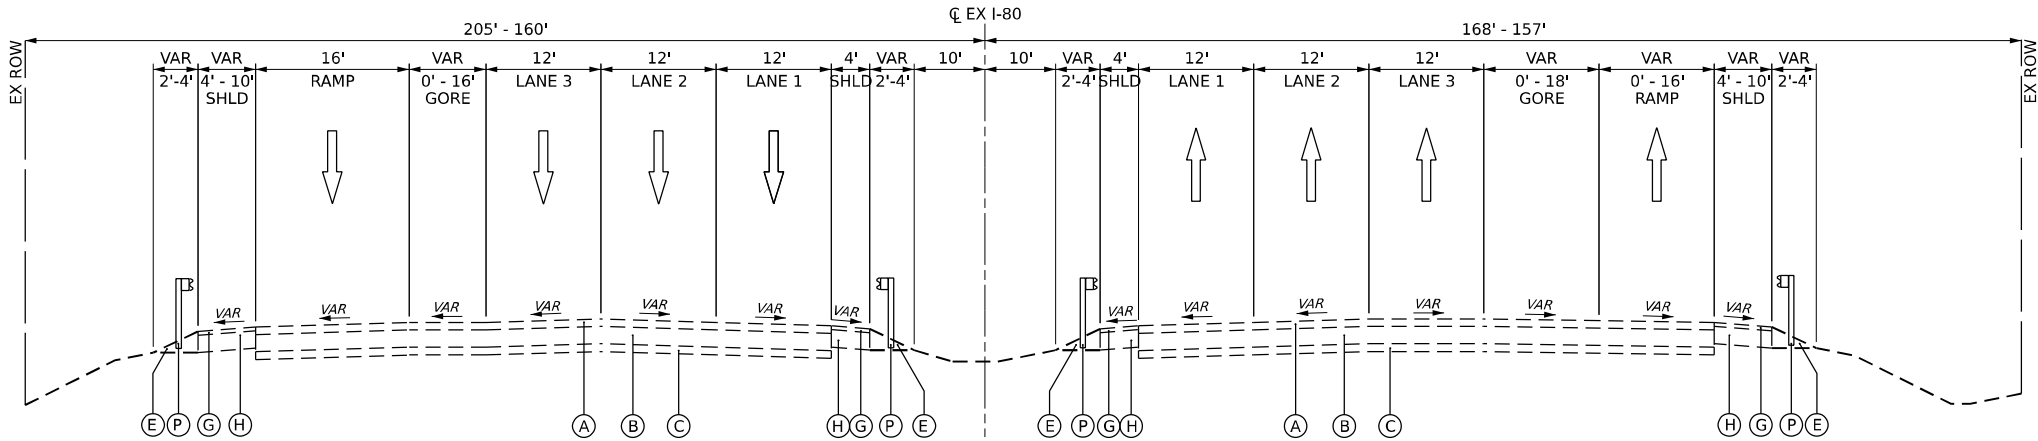 ℄ EX I-80
205' - 160' 168' - 157'
EX ROW EX ROW
VAR VAR 16' VAR 12' 12' 12' 4' VAR 10' 10' VAR 4' 12' 12' 12' VAR VAR VAR VAR
2'-4' 4' - 10' RAMP 0' - 16' LANE 3 LANE 2 LANE 1 SHLD 2'-4' 2'-4' SHLD LANE 1 LANE 2 LANE 3 0' - 18' 0' - 16' 4' - 10' 2'-4'
SHLD GORE GORE RAMP SHLD
VAR VAR VAR VAR VAR VAR VAR VAR VAR VAR VAR VAR VAR VAR
E P G H A B C H G P E E P G H A B C H G P E